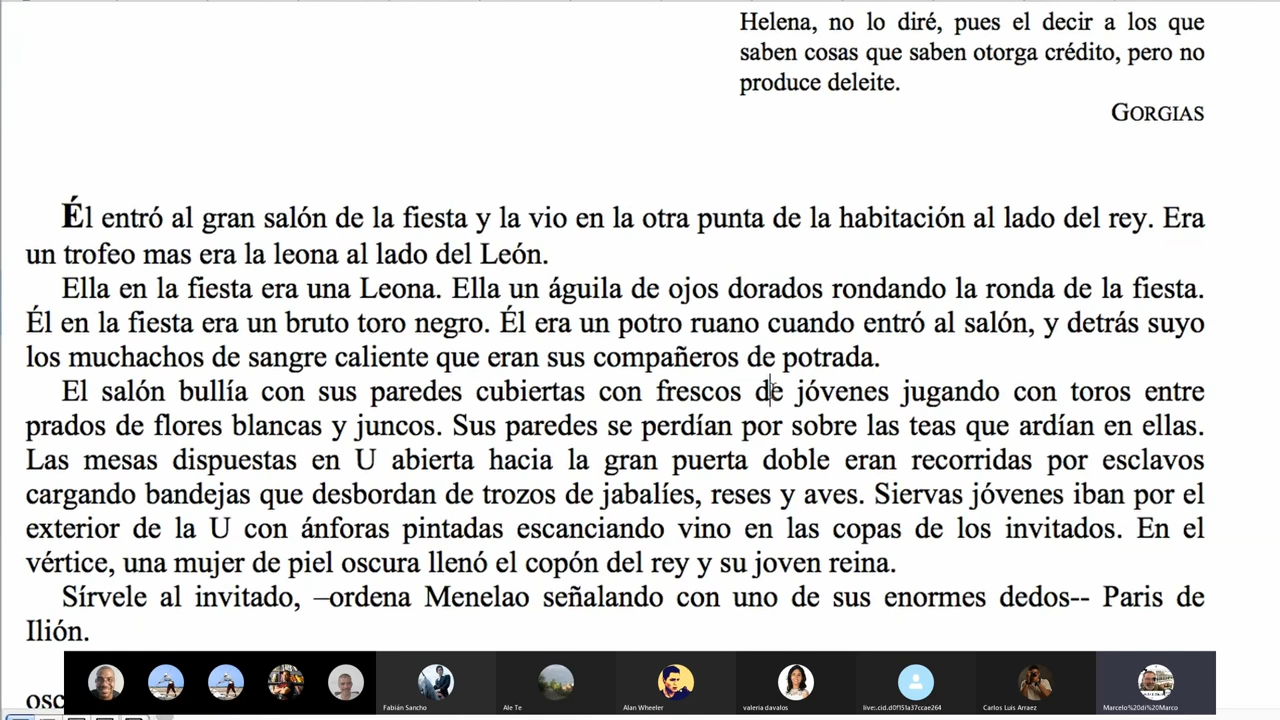 Helena, no lo diré, pues el decir a los que
saben cosas que saben otorga crédito, pero no
produce deleite.
GORGIAS
Él entró al gran salón de la fiesta y la vio en la otra punta de la habitación al lado del rey. Era
un trofeo mas era la leona al lado del León.
Ella en la fiesta era una Leona. Ella un águila de ojos dorados rondando la ronda de la fiesta.
Él en la fiesta era un bruto toro negro. Él era un potro ruano cuando entró al salón, y detrás suyo
los muchachos de sangre caliente que eran sus compañeros de potrada.
El salón bullía con sus paredes cubiertas con frescos de jóvenes jugando con toros entre
prados de flores blancas y juncos. Sus paredes se perdían por sobre las teas que ardían en ellas.
Las mesas dispuestas en U abierta hacia la gran puerta doble eran recorridas por esclavos
cargando bandejas que desbordan de trozos de jabalíes, reses y aves. Siervas jóvenes iban por el
exterior de la U con ánforas pintadas escanciando vino en las copas de los invitados. En el
vértice, una mujer de piel oscura llenó el copón del rey y su joven reina.
Sírvele al invitado, –ordena Menelao señalando con uno de sus enormes dedos-- Paris de
Ilión.
osc
Fabián Sancho
Ale Te
Alan Wheeler
valeria davalos
live:.cid.d0f151a37ccae264
Carlos Luis Arraez
Marcelo%20di%20Marco